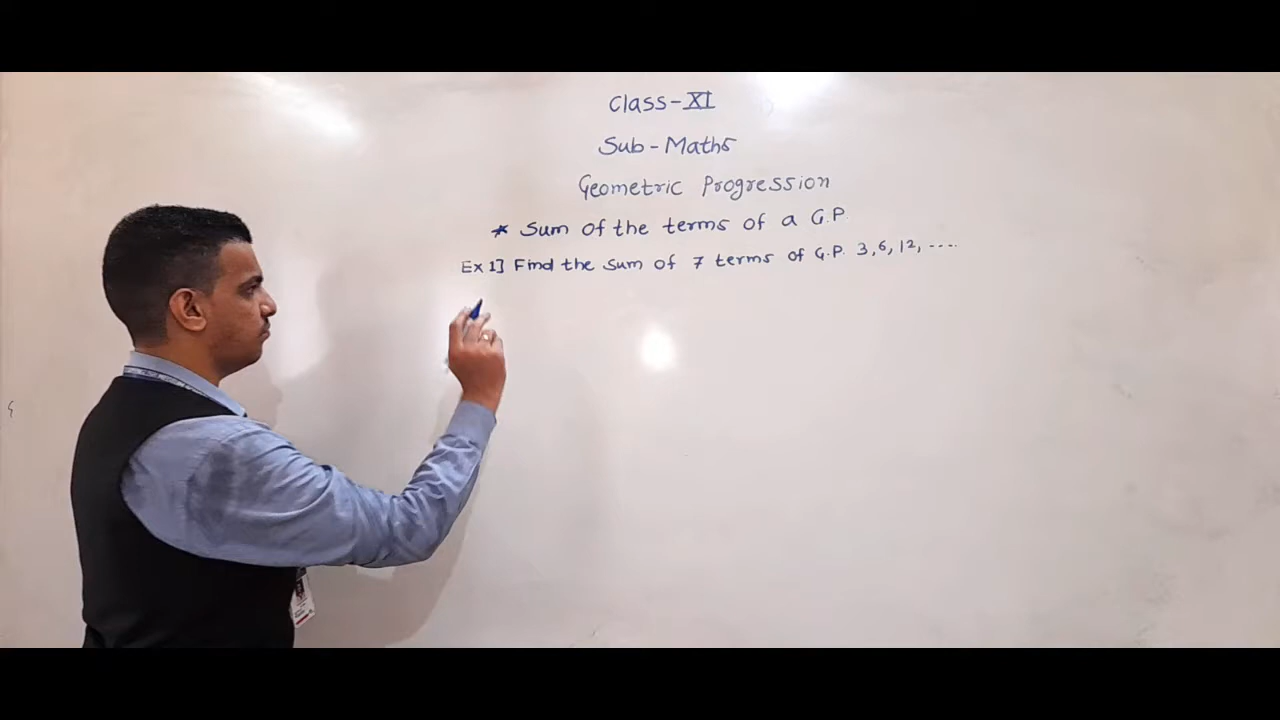 Class-XI
Sub-Maths
Geometric Progression
* Sum of the terms of a G.P.
Ex 1] Find the sum of 7 terms of G.P. 3, 6, 12, ....